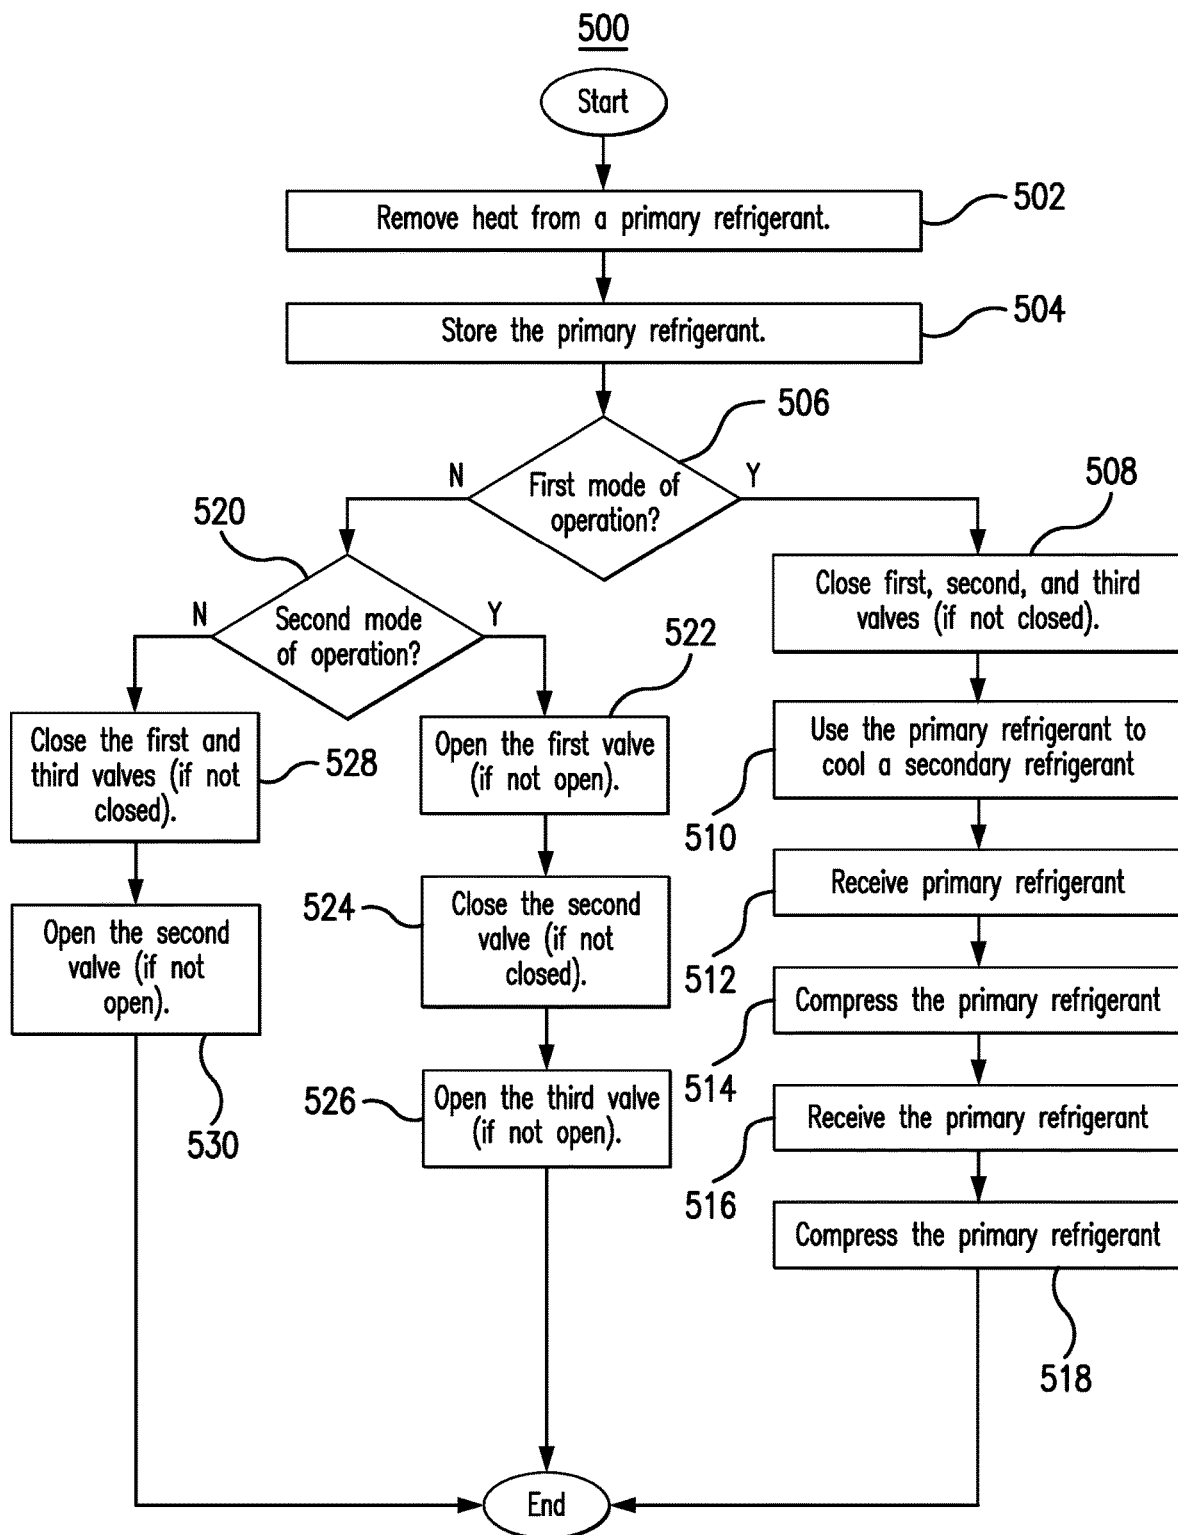 500
Start
Remove heat from a primary refrigerant.
502
Store the primary refrigerant.
504
First mode of
operation?
506
N
Y
Close first, second, and third
valves (if not closed).
508
Use the primary refrigerant to
cool a secondary refrigerant
510
Receive primary refrigerant
512
Compress the primary refrigerant
514
Receive the primary refrigerant
516
Compress the primary refrigerant
518
520
Second mode
of operation?
N
Y
Open the first valve
(if not open).
522
Close the second
valve (if not
closed).
524
Open the third valve
(if not open).
526
Close the first and
third valves (if not
closed).
528
Open the second
valve (if not
open).
530
End